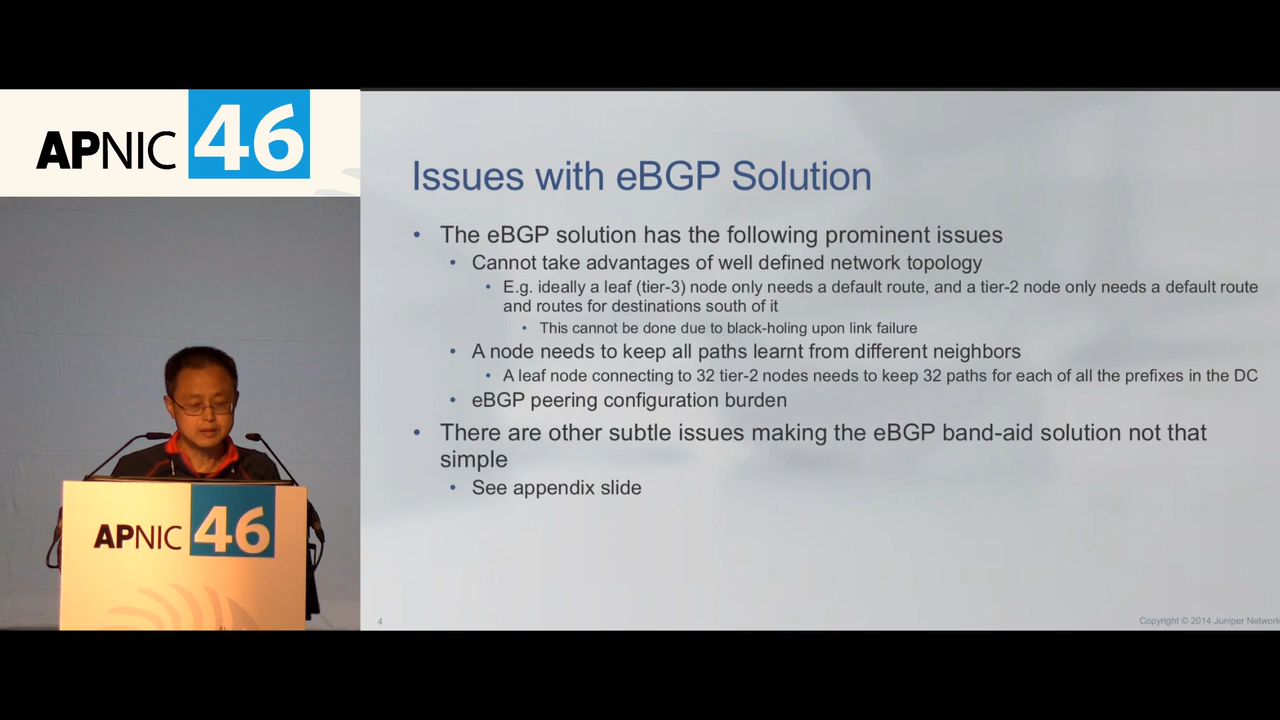 APNIC 46
Issues with eBGP Solution
• The eBGP solution has the following prominent issues
• Cannot take advantages of well defined network topology
• E.g. ideally a leaf (tier-3) node only needs a default route, and a tier-2 node only needs a default route
and routes for destinations south of it
• This cannot be done due to black-holing upon link failure
• A node needs to keep all paths learnt from different neighbors
• A leaf node connecting to 32 tier-2 nodes needs to keep 32 paths for each of all the prefixes in the DC
• eBGP peering configuration burden
• There are other subtle issues making the eBGP band-aid solution not that
simple
• See appendix slide
APNIC 46
4
Copyright © 2014 Juniper Network